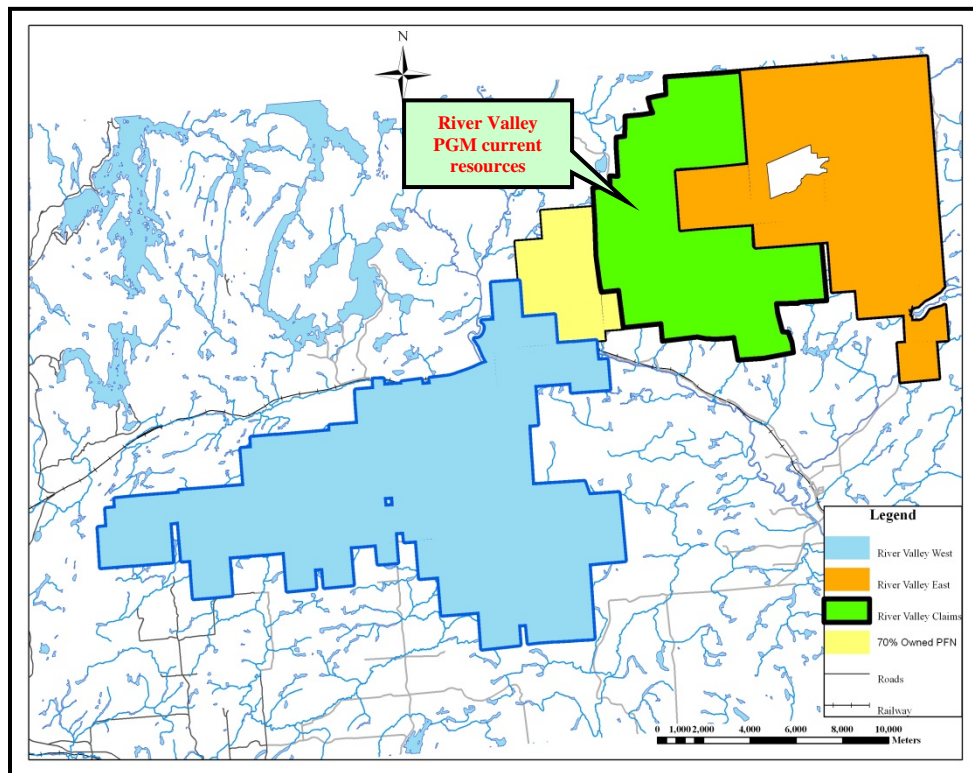 N
River Valley
PGM current
resources
Legend
River Valley West
River Valley East
River Valley Claims
70% Owned PFN
Roads
Railway
0 1,000 2,000 4,000 6,000 8,000 10,000
Meters